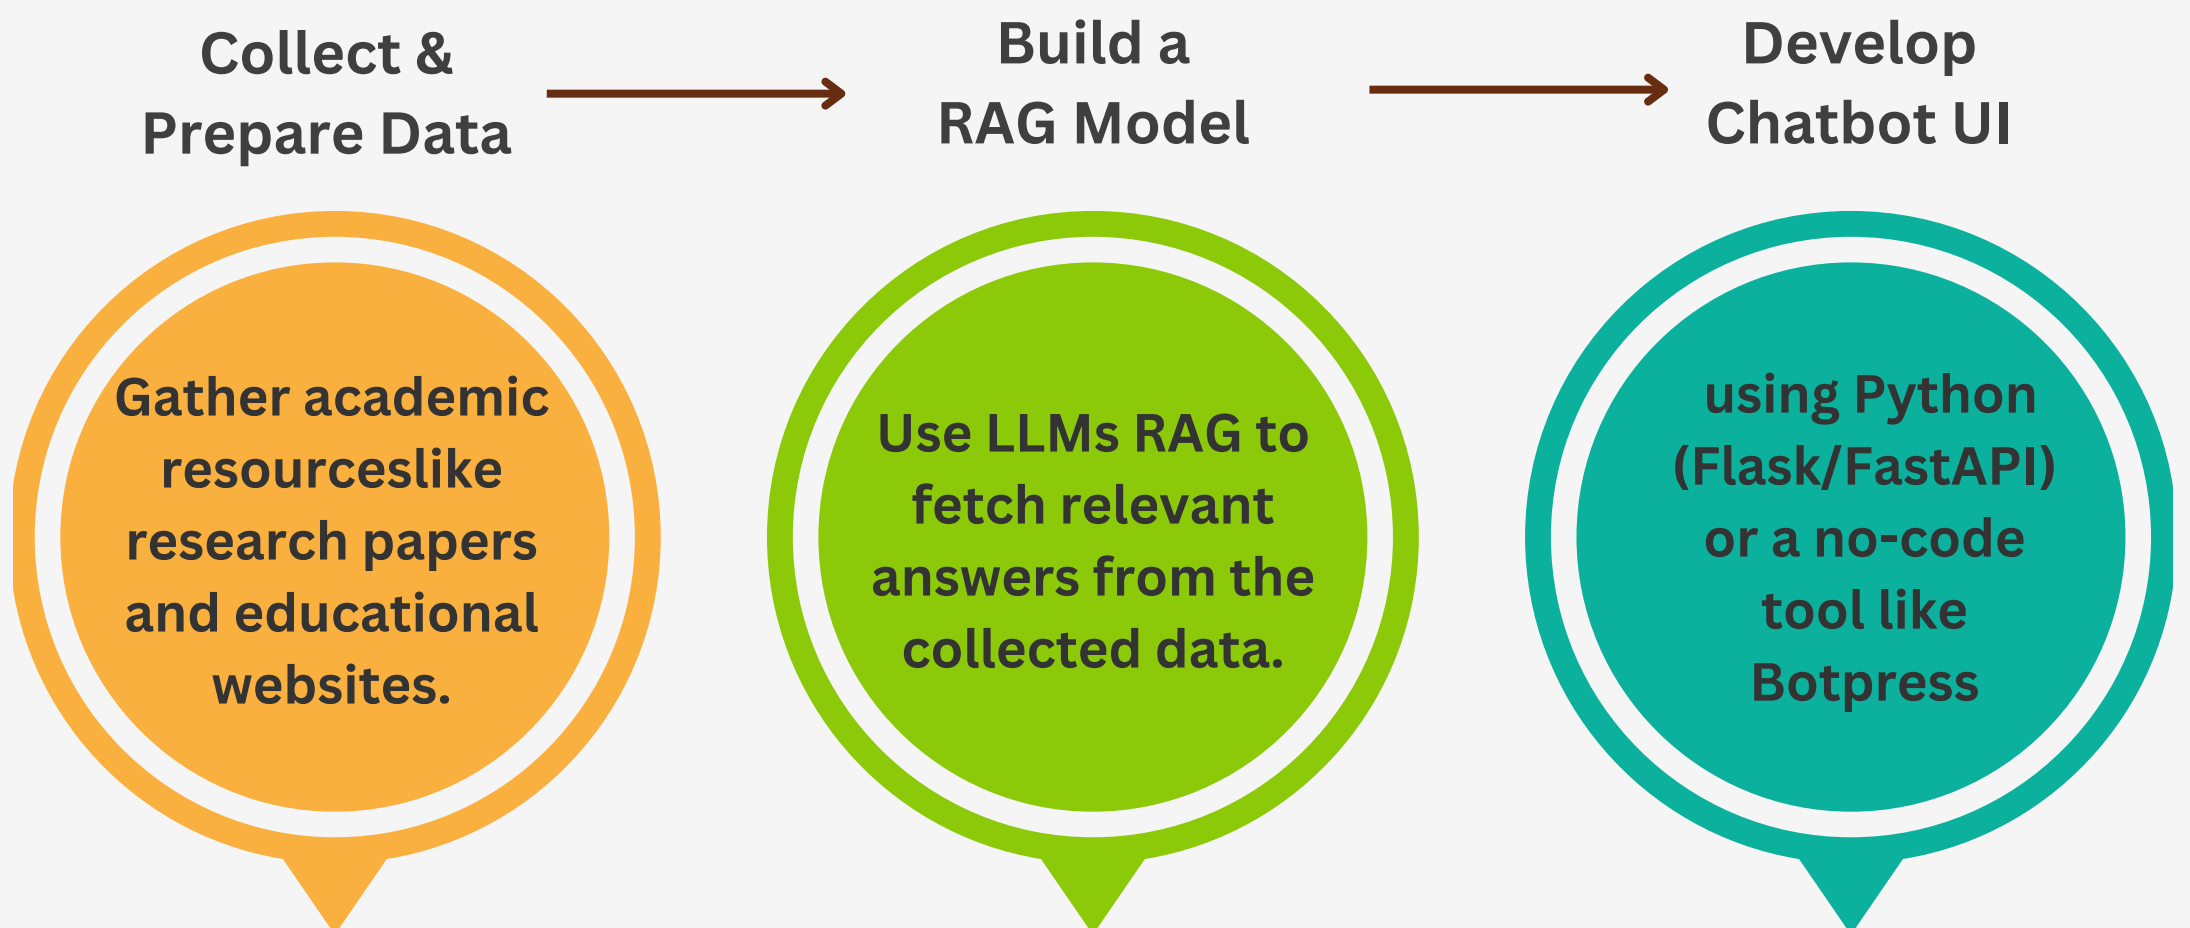 Collect &
Prepare Data
Build a
RAG Model
Develop
Chatbot UI
Gather academic
resourceslike
research papers
and educational
websites.
Use LLMs RAG to
fetch relevant
answers from the
collected data.
using Python
(Flask/FastAPI)
or a no-code
tool like
Botpress